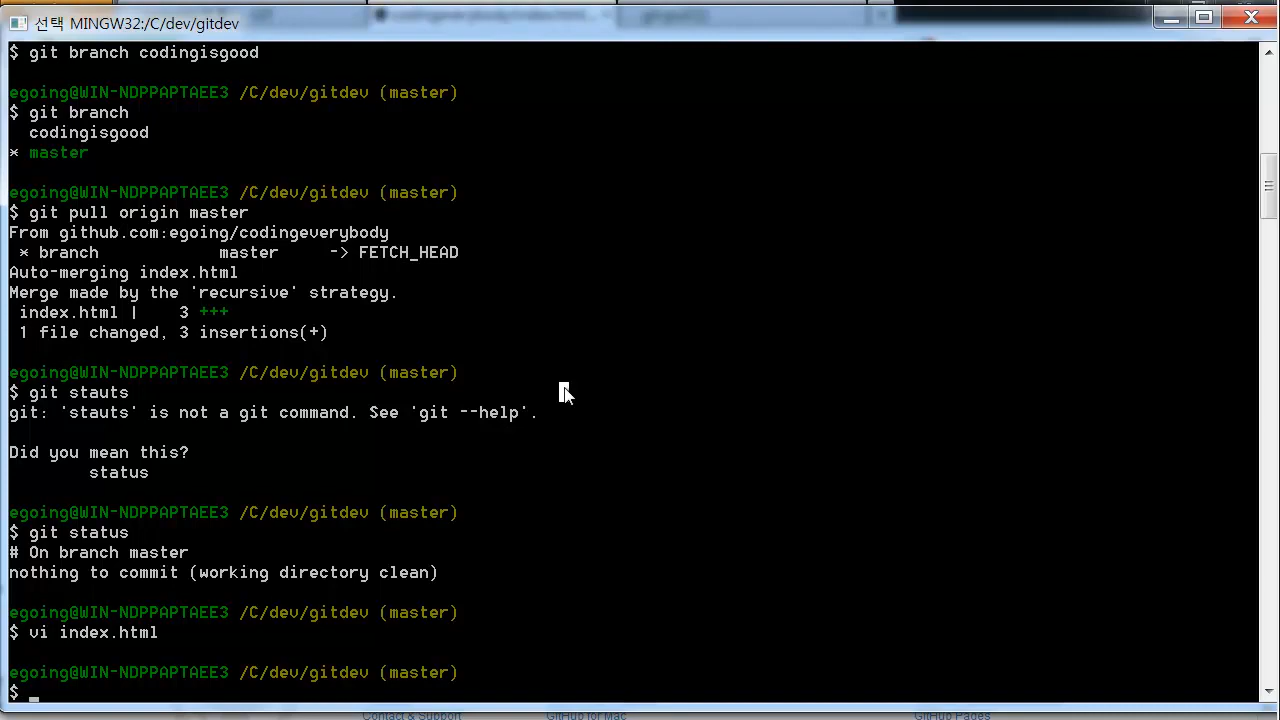 선택 MINGW32:/C/dev/gitdev
$ git branch codingisgood
egoing@WIN-NDPPAPTAEE3 /C/dev/gitdev (master)
$ git branch
codingisgood
* master
egoing@WIN-NDPPAPTAEE3 /C/dev/gitdev (master)
$ git pull origin master
From github.com:egoing/codingeverybody
* branch master -> FETCH_HEAD
Auto-merging index.html
Merge made by the 'recursive' strategy.
index.html | 3 +++
1 file changed, 3 insertions(+)
egoing@WIN-NDPPAPTAEE3 /C/dev/gitdev (master)
$ git stauts
git: 'stauts' is not a git command. See 'git --help'.
Did you mean this?
status
egoing@WIN-NDPPAPTAEE3 /C/dev/gitdev (master)
$ git status
# On branch master
nothing to commit (working directory clean)
egoing@WIN-NDPPAPTAEE3 /C/dev/gitdev (master)
$ vi index.html
egoing@WIN-NDPPAPTAEE3 /C/dev/gitdev (master)
$
Contact & Support GitHub for Mac GitHub Pages